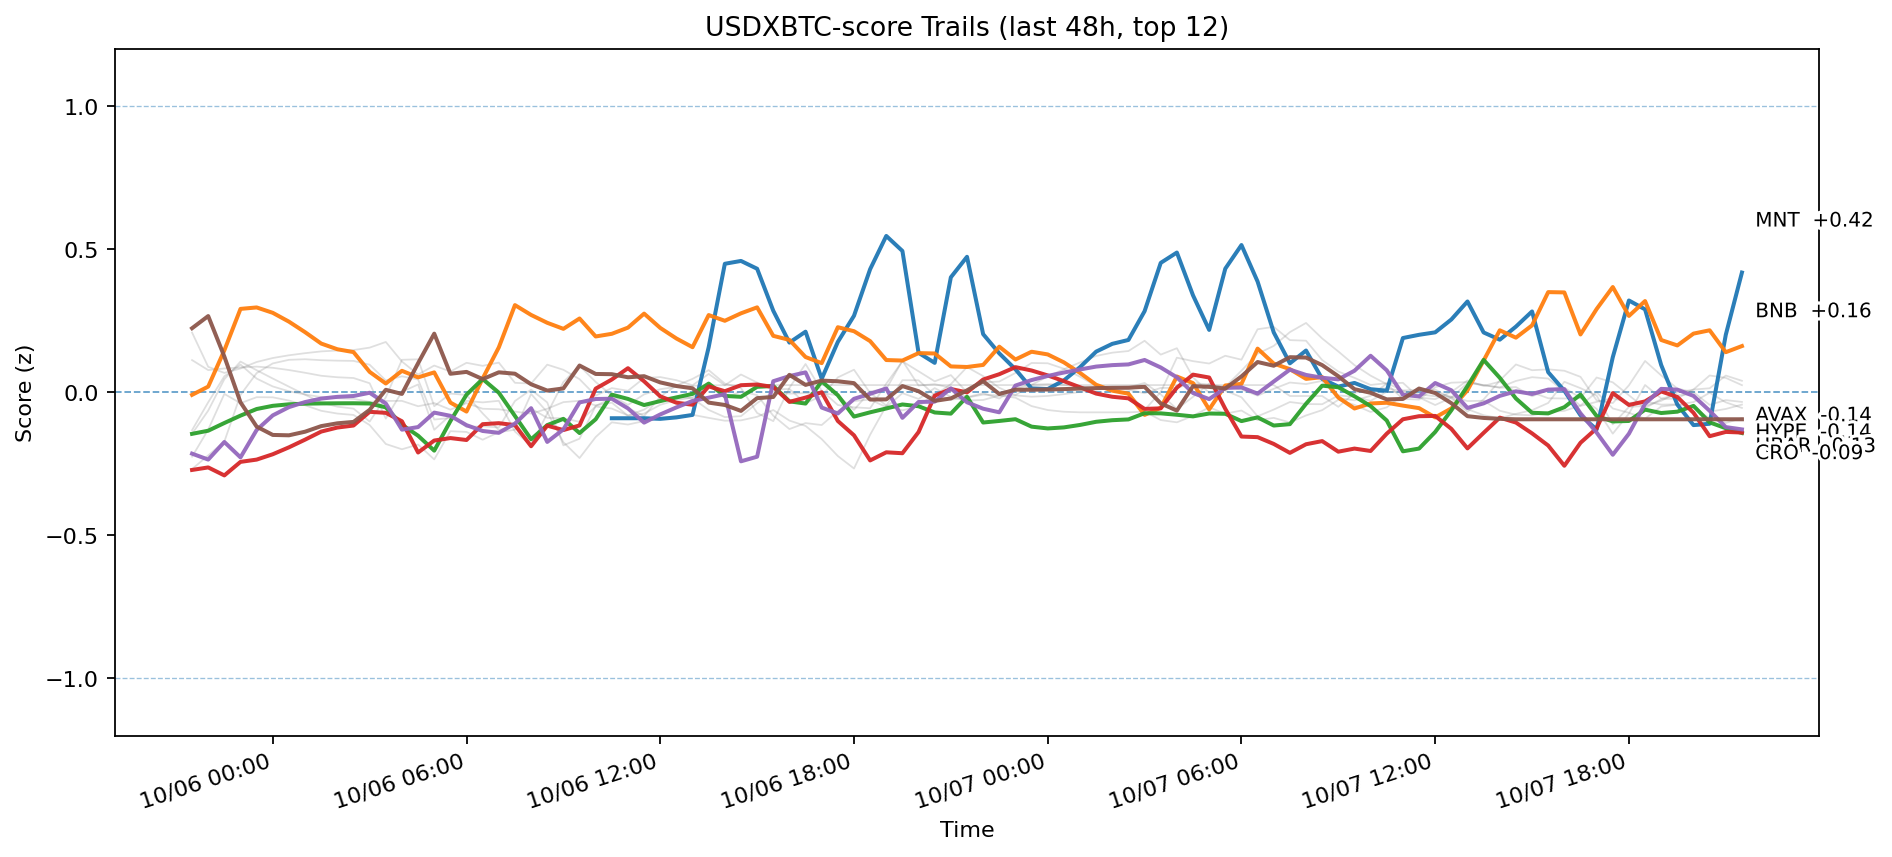 USDXBTC-score Trails (last 48h, top 12)
Score (z)
1.0
0.5
0.0
−0.5
−1.0
MNT +0.42
BNB +0.16
AVAX -0.14
HYPE -0.14
CRO -0.09
10/06 00:00
10/06 06:00
10/06 12:00
10/06 18:00
10/07 00:00
10/07 06:00
10/07 12:00
10/07 18:00
Time